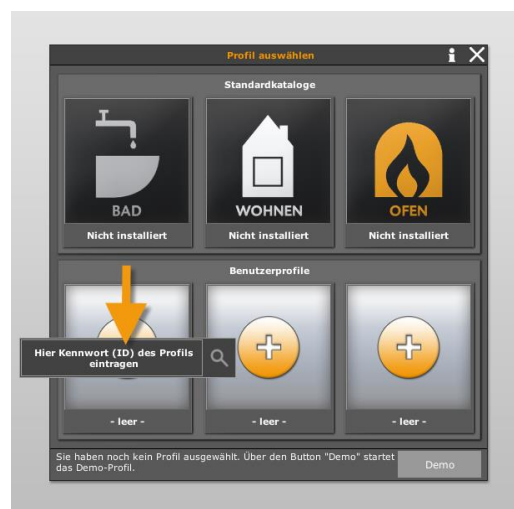 Profil auswählen
Standardkataloge
BAD
WOHNEN
OFEN
Nicht installiert
Nicht installiert
Nicht installiert
Benutzerprofile
Hier Kennwort (ID) des Profils
eintragen
- leer -
- leer -
- leer -
Sie haben noch kein Profil ausgewählt. Über den Button "Demo" startet
das Demo-Profil.
Demo